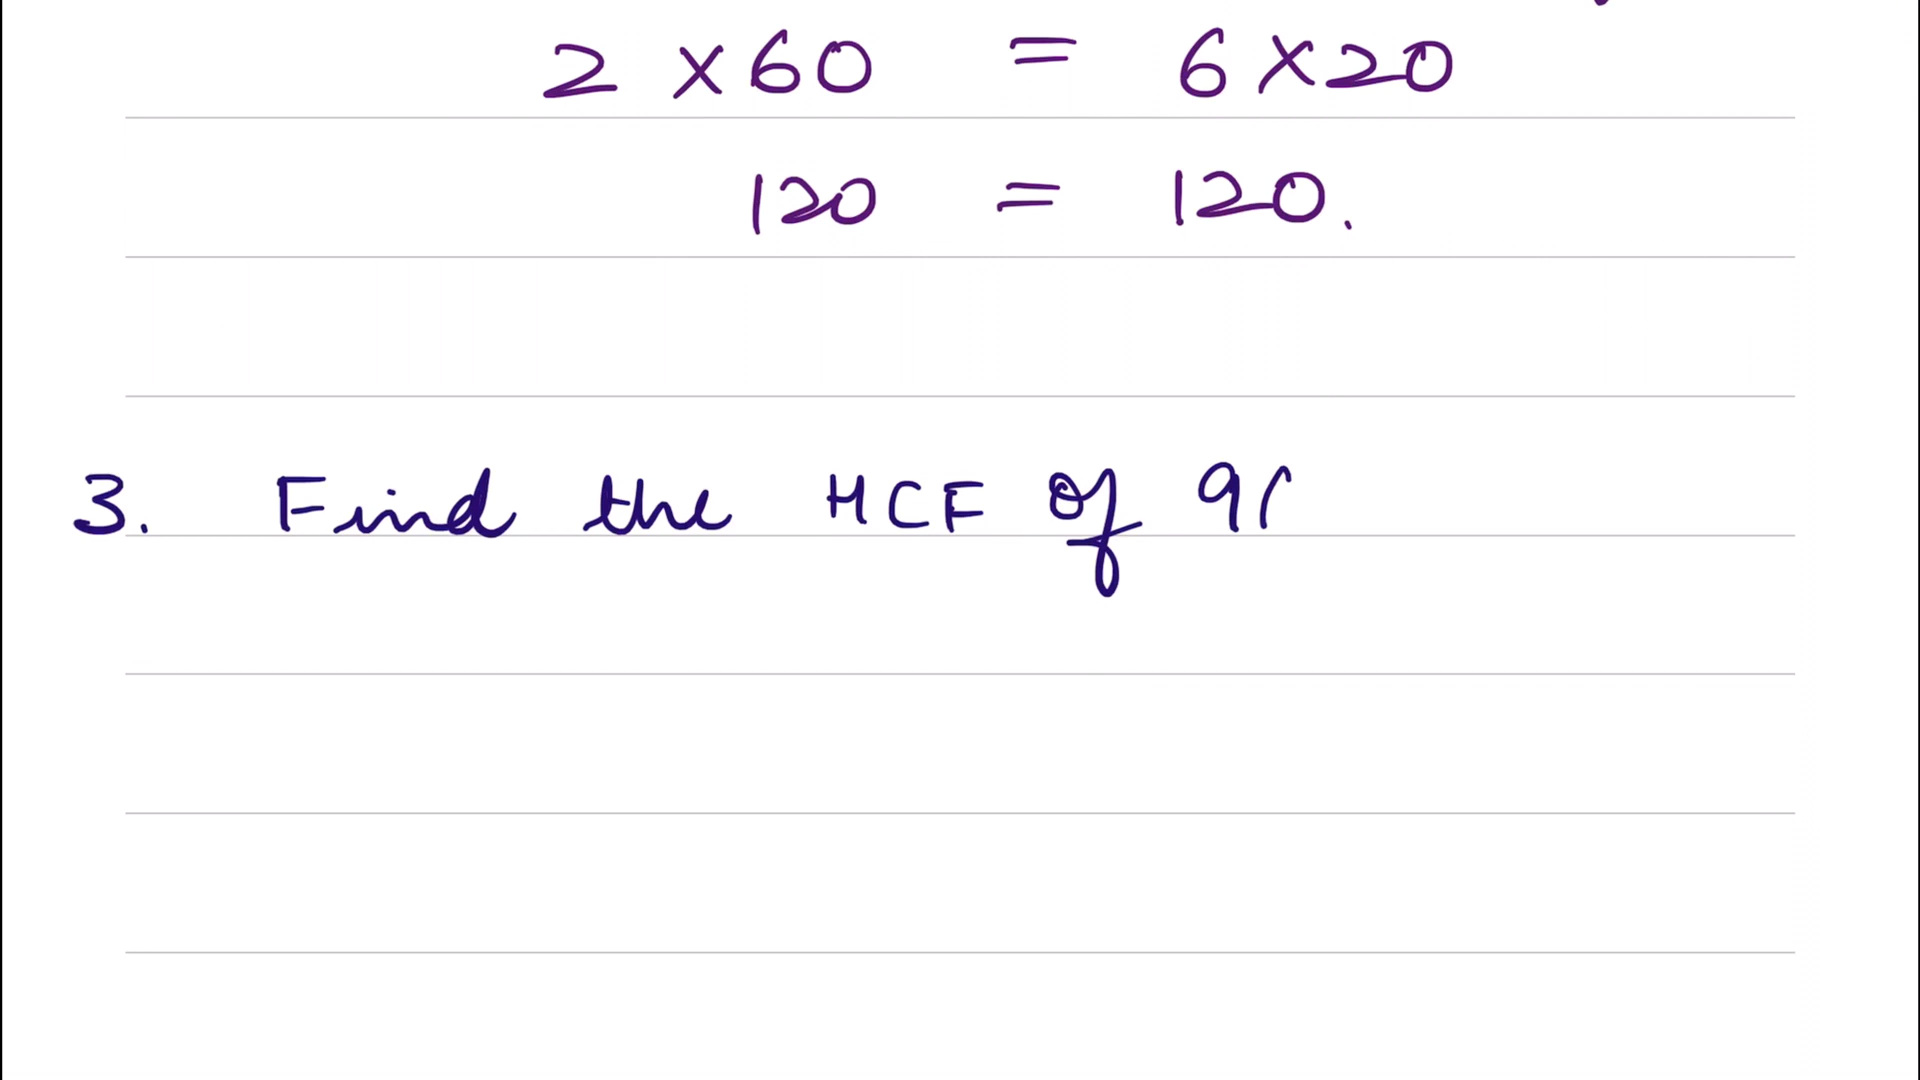 2 × 60 = 6 × 20
120 = 120.
3. Find the HCF of 9